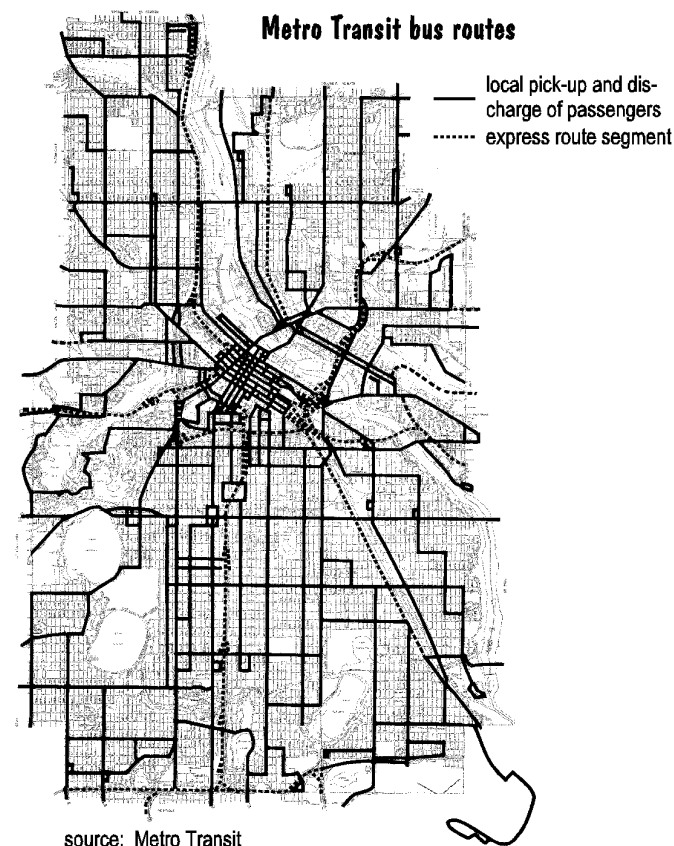 Metro Transit bus routes
local pick-up and dis-
charge of passengers
express route segment
source: Metro Transit